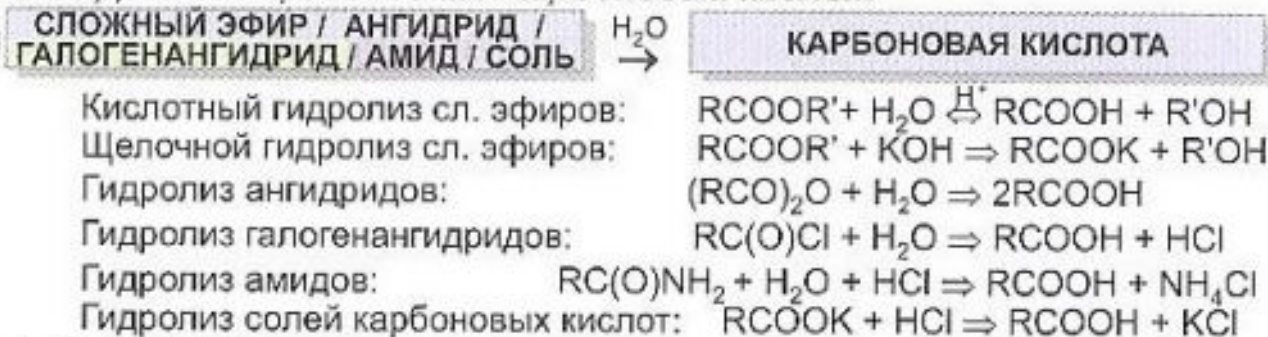 СЛОЖНЫЙ ЭФИР / АНГИДРИД /
ГАЛОГЕНАНГИДРИД / АМИД / СОЛЬ
H₂O
→
КАРБОНОВАЯ КИСЛОТА
Кислотный гидролиз сл. эфиров: RCOOR'+ H₂O ⇔ H⁺ RCOOH + R'OH
Щелочной гидролиз сл. эфиров: RCOOR' + KOH ⇒ RCOOK + R'OH
Гидролиз ангидридов: (RCO)₂O + H₂O ⇒ 2RCOOH
Гидролиз галогенангидридов: RC(O)Cl + H₂O ⇒ RCOOH + HCl
Гидролиз амидов: RC(O)NH₂ + H₂O + HCl ⇒ RCOOH + NH₄Cl
Гидролиз солей карбоновых кислот: RCOOK + HCl ⇒ RCOOH + KCl